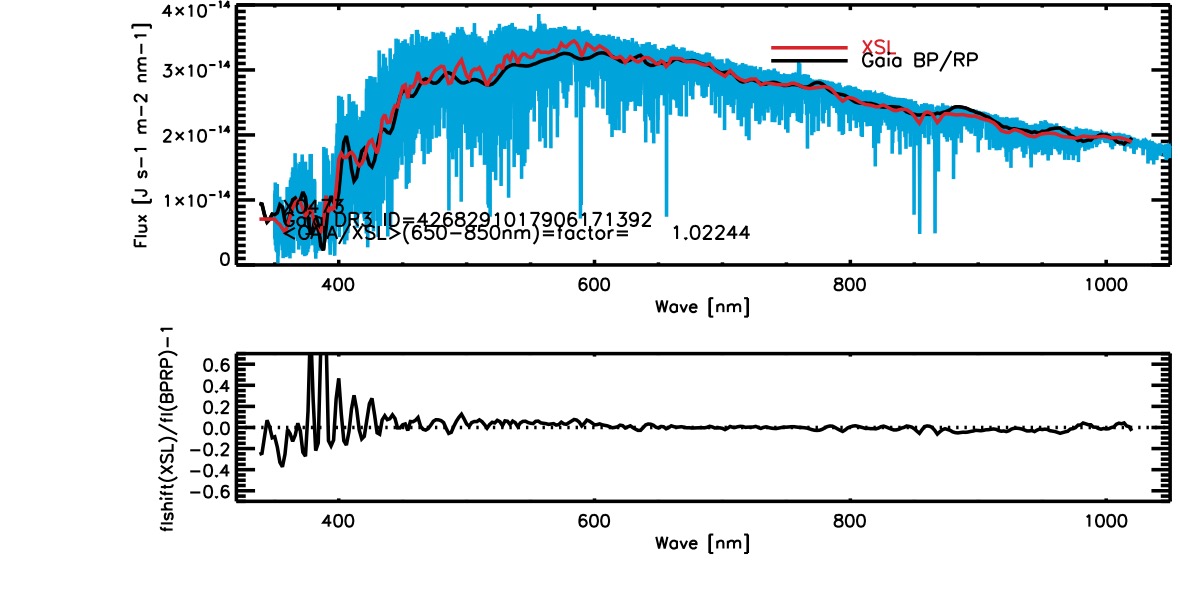 4×10−14
3×10−14
2×10−14
1×10−14
0
Flux [J s−1 m−2 nm−1]
XSL
Gaia BP/RP
X0473
Gaia DR3 ID=4268291017906171392
<GAIA/XSL>(650−850nm)=factor= 1.02244
400 600 800 1000
Wave [nm]
0.6
0.4
0.2
0.0
−0.2
−0.4
−0.6
flshift(XSL)/fl(BPRP)−1
400 600 800 1000
Wave [nm]